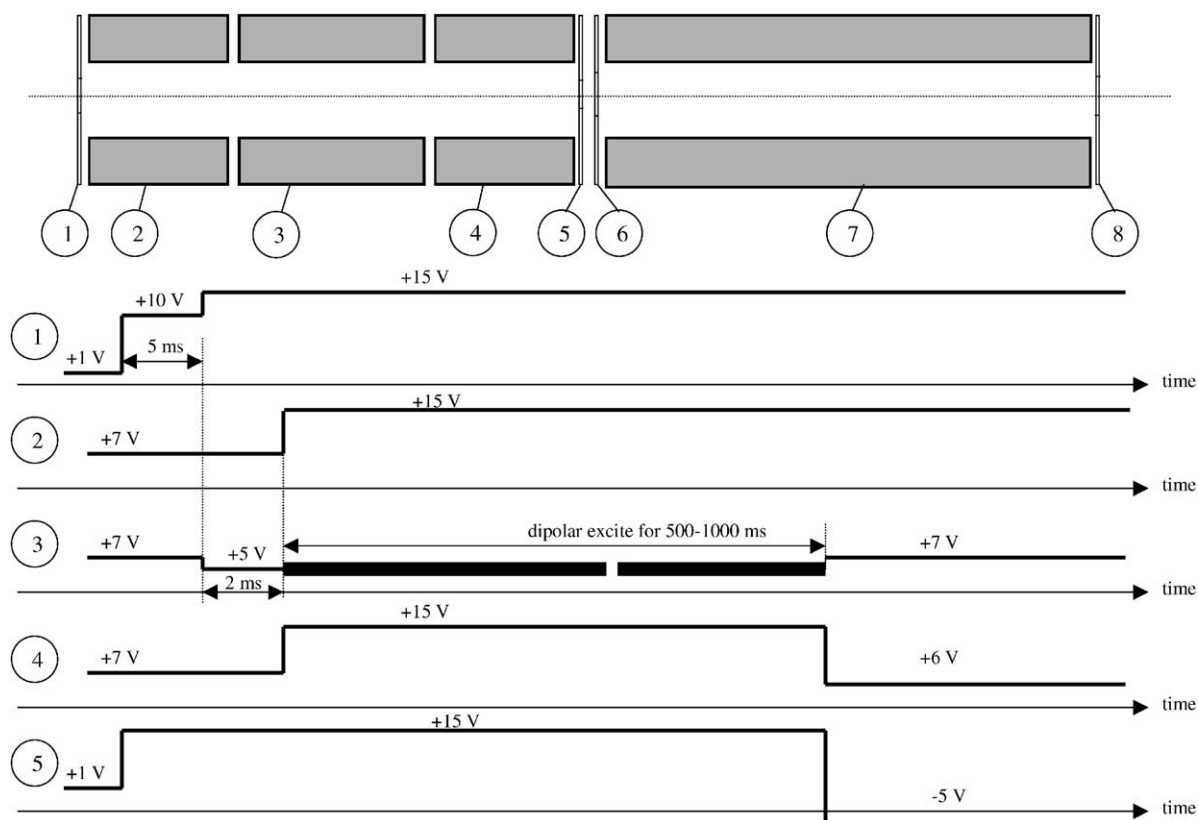 1 2 3 4 5 6 7 8
+15 V
+10 V
1
5 ms
+1 V
time
+15 V
2
+7 V
time
dipolar excite for 500-1000 ms
3
+7 V
+5 V
+7 V
2 ms
time
+15 V
4
+7 V
+6 V
time
+15 V
5
+1 V
-5 V
time